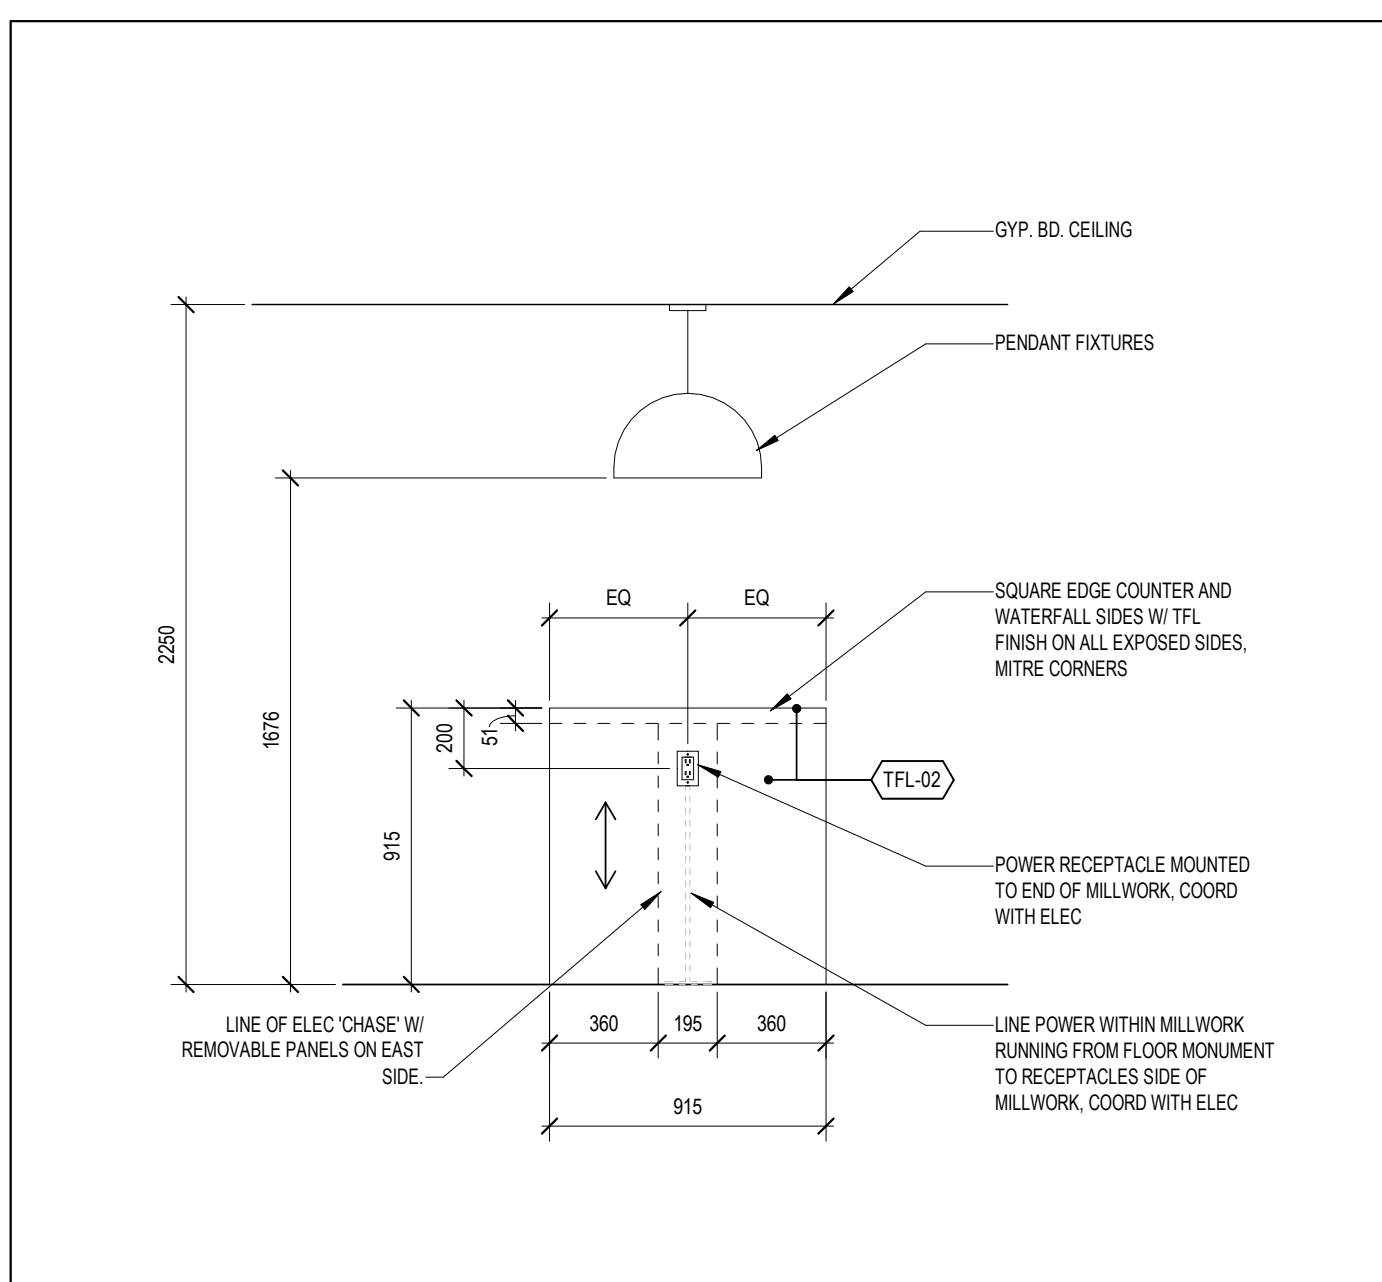 GYP. BD. CEILING
PENDANT FIXTURES
2250
1676
EQ
EQ
SQUARE EDGE COUNTER AND
WATERFALL SIDES W/ TFL
FINISH ON ALL EXPOSED SIDES,
MITRE CORNERS
915
200
51
TFL-02
POWER RECEPTACLE MOUNTED
TO END OF MILLWORK, COORD
WITH ELEC
LINE OF ELEC 'CHASE' W/
REMOVABLE PANELS ON EAST
SIDE.
360
195
360
915
LINE POWER WITHIN MILLWORK
RUNNING FROM FLOOR MONUMENT
TO RECEPTACLES SIDE OF
MILLWORK, COORD WITH ELEC